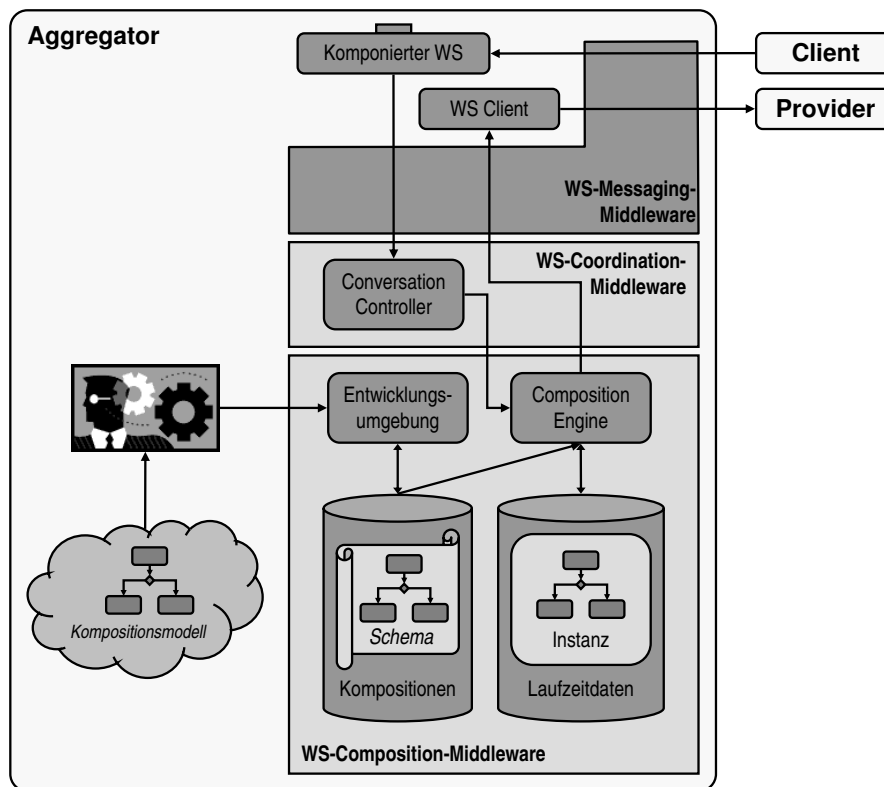 Aggregator
Komponierter WS
Client
WS Client
Provider
WS-Messaging-
Middleware
WS-Coordination-
Middleware
Conversation
Controller
Entwicklungs-
umgebung
Composition
Engine
Kompositionsmodell
Schema
Instanz
Kompositionen
Laufzeitdaten
WS-Composition-Middleware